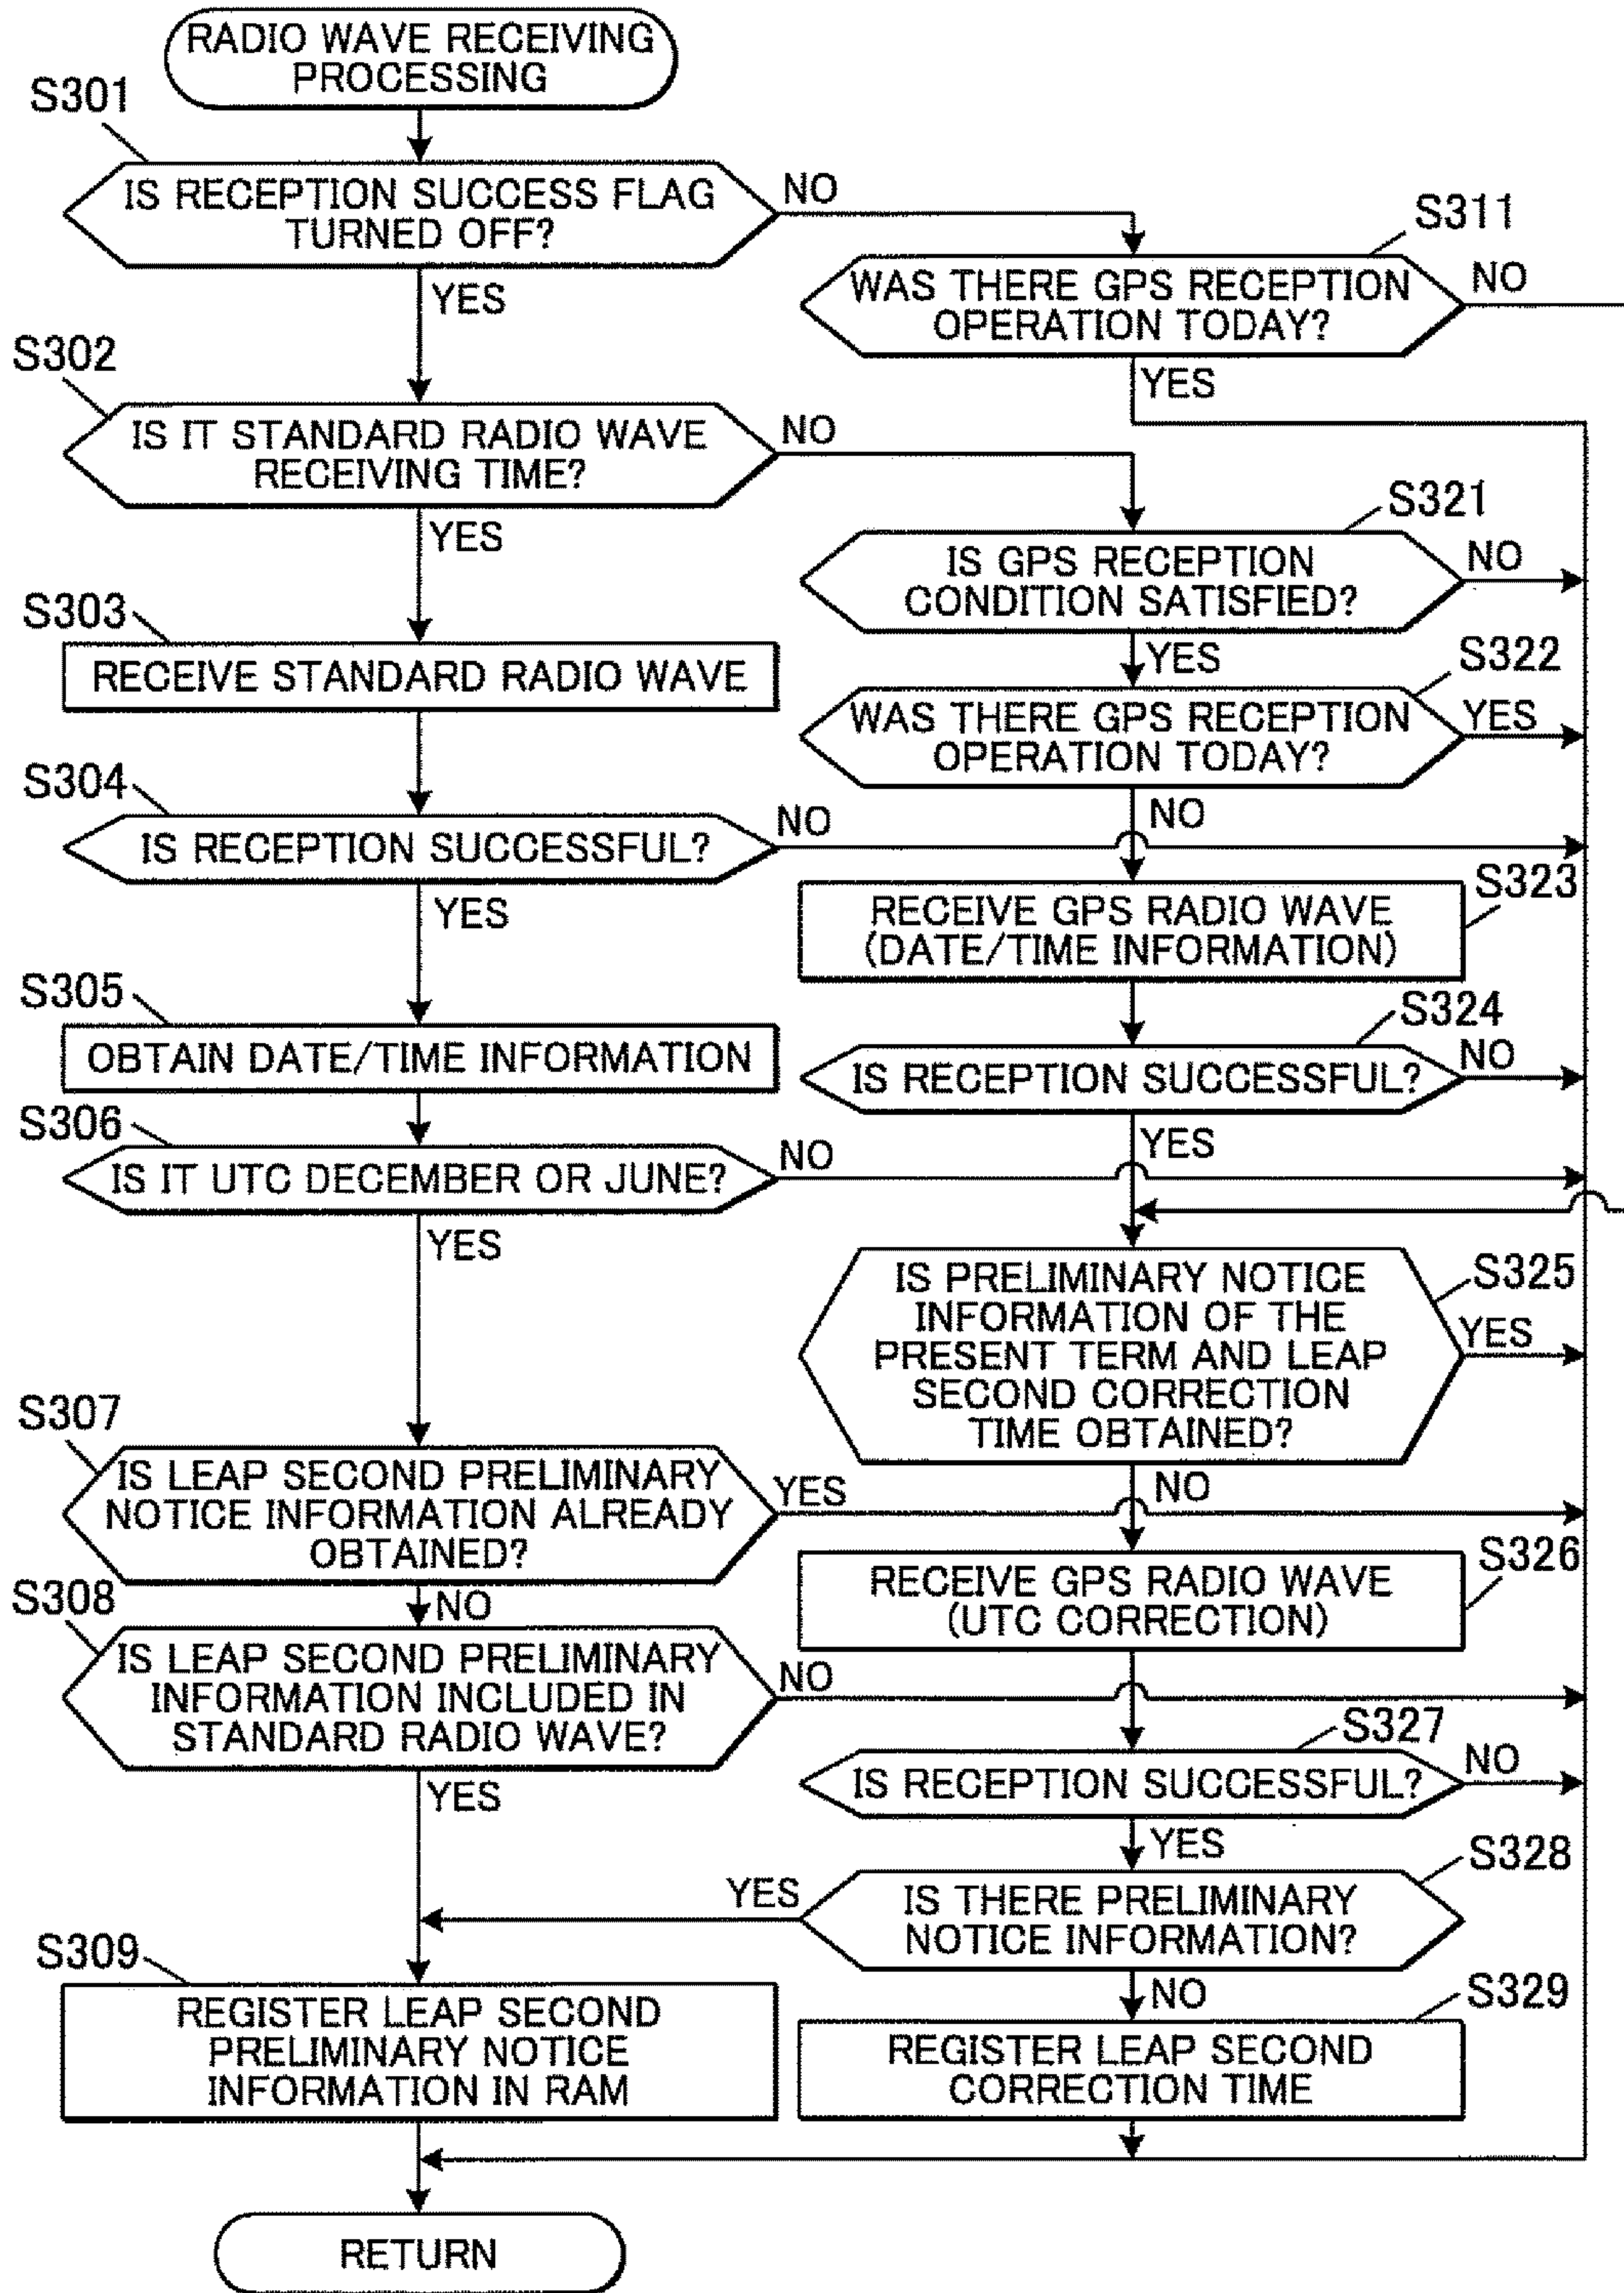 RADIO WAVE RECEIVING
PROCESSING
S301
IS RECEPTION SUCCESS FLAG
TURNED OFF?
NO
YES
S311
WAS THERE GPS RECEPTION
OPERATION TODAY?
NO
YES
S302
IS IT STANDARD RADIO WAVE
RECEIVING TIME?
NO
YES
S321
IS GPS RECEPTION
CONDITION SATISFIED?
NO
YES
S303
RECEIVE STANDARD RADIO WAVE
S322
WAS THERE GPS RECEPTION
OPERATION TODAY?
YES
NO
S304
IS RECEPTION SUCCESSFUL?
NO
YES
S323
RECEIVE GPS RADIO WAVE
(DATE/TIME INFORMATION)
S305
OBTAIN DATE/TIME INFORMATION
S324
IS RECEPTION SUCCESSFUL?
NO
YES
S306
IS IT UTC DECEMBER OR JUNE?
NO
YES
S325
IS PRELIMINARY NOTICE
INFORMATION OF THE
PRESENT TERM AND LEAP
SECOND CORRECTION
TIME OBTAINED?
YES
NO
S307
IS LEAP SECOND PRELIMINARY
NOTICE INFORMATION ALREADY
OBTAINED?
YES
NO
S326
RECEIVE GPS RADIO WAVE
(UTC CORRECTION)
S308
IS LEAP SECOND PRELIMINARY
INFORMATION INCLUDED IN
STANDARD RADIO WAVE?
NO
YES
S327
IS RECEPTION SUCCESSFUL?
NO
YES
S328
IS THERE PRELIMINARY
NOTICE INFORMATION?
YES
NO
S309
REGISTER LEAP SECOND
PRELIMINARY NOTICE
INFORMATION IN RAM
S329
REGISTER LEAP SECOND
CORRECTION TIME
RETURN